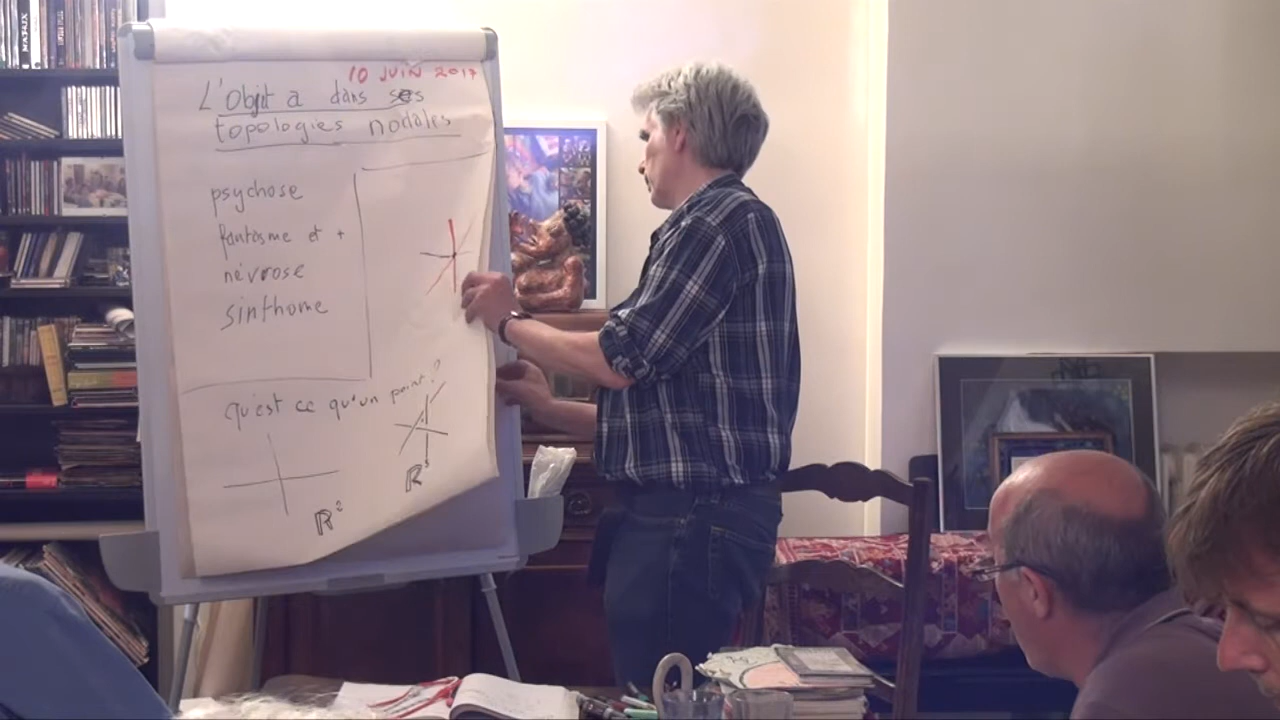 10 JUIN 2017
L'objet a dans ses
topologies nodales
psychose
fantasme et +
névrose
sinthome
qu'est ce qu'un point ?
R²
R³